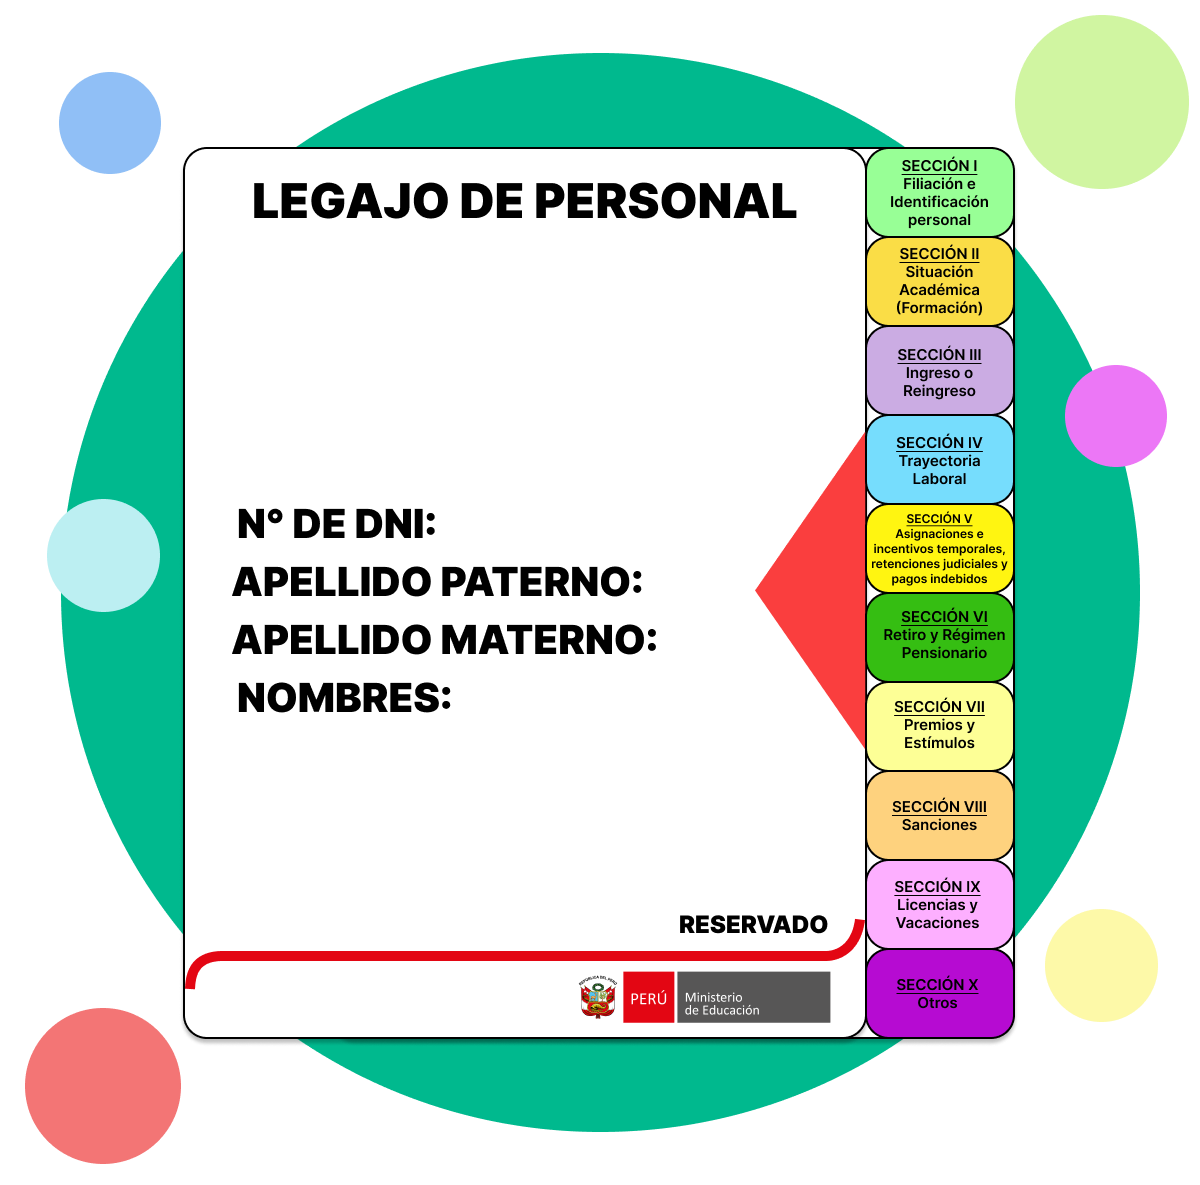 LEGAJO DE PERSONAL
N° DE DNI:
APELLIDO PATERNO:
APELLIDO MATERNO:
NOMBRES:
RESERVADO
REPÚBLICA DEL PERÚ
PERÚ
Ministerio
de Educación
SECCIÓN I
Filiación e
Identificación
personal
SECCIÓN II
Situación
Académica
(Formación)
SECCIÓN III
Ingreso o
Reingreso
SECCIÓN IV
Trayectoria
Laboral
SECCIÓN V
Asignaciones e
incentivos temporales,
retenciones judiciales y
pagos indebidos
SECCIÓN VI
Retiro y Régimen
Pensionario
SECCIÓN VII
Premios y
Estímulos
SECCIÓN VIII
Sanciones
SECCIÓN IX
Licencias y
Vacaciones
SECCIÓN X
Otros